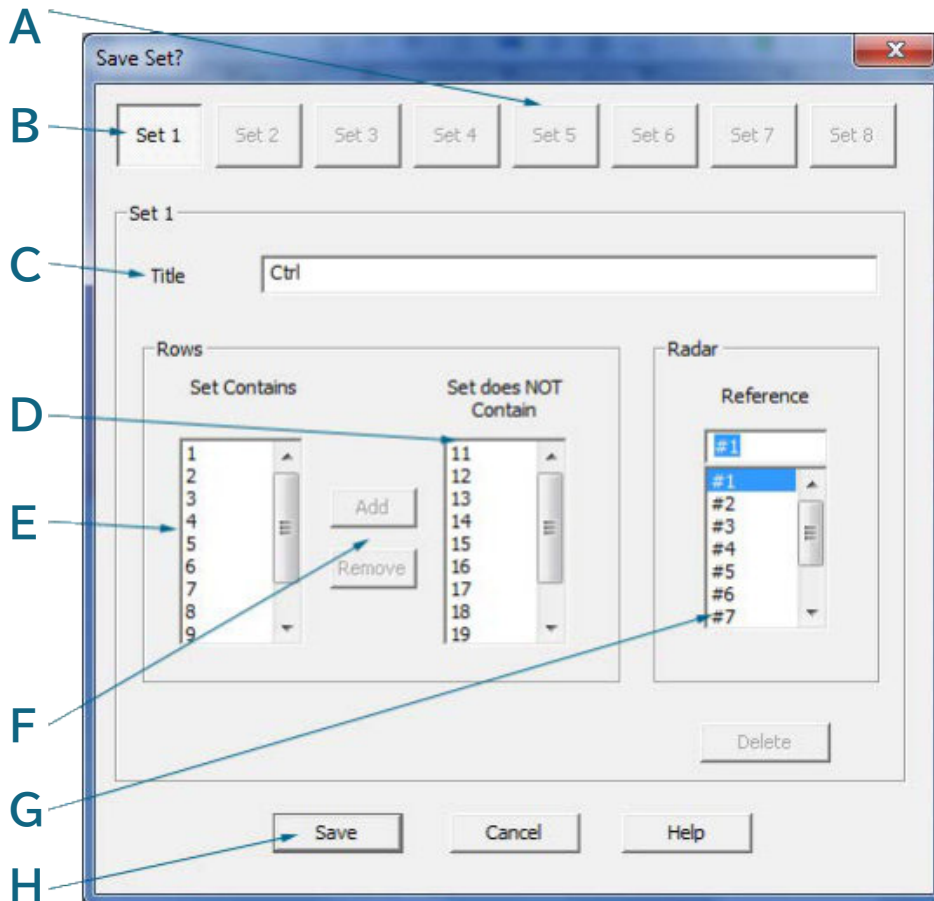 A
Save Set?
B
Set 1 Set 2 Set 3 Set 4 Set 5 Set 6 Set 7 Set 8
Set 1
C
Title Ctrl
Rows
Set Contains
Set does NOT
Contain
D
1
2
3
4
5
6
7
8
9
E
Add
Remove
11
12
13
14
15
16
17
18
19
Radar
Reference
#1
#1
#2
#3
#4
#5
#6
#7
F
Delete
G
Save Cancel Help
H